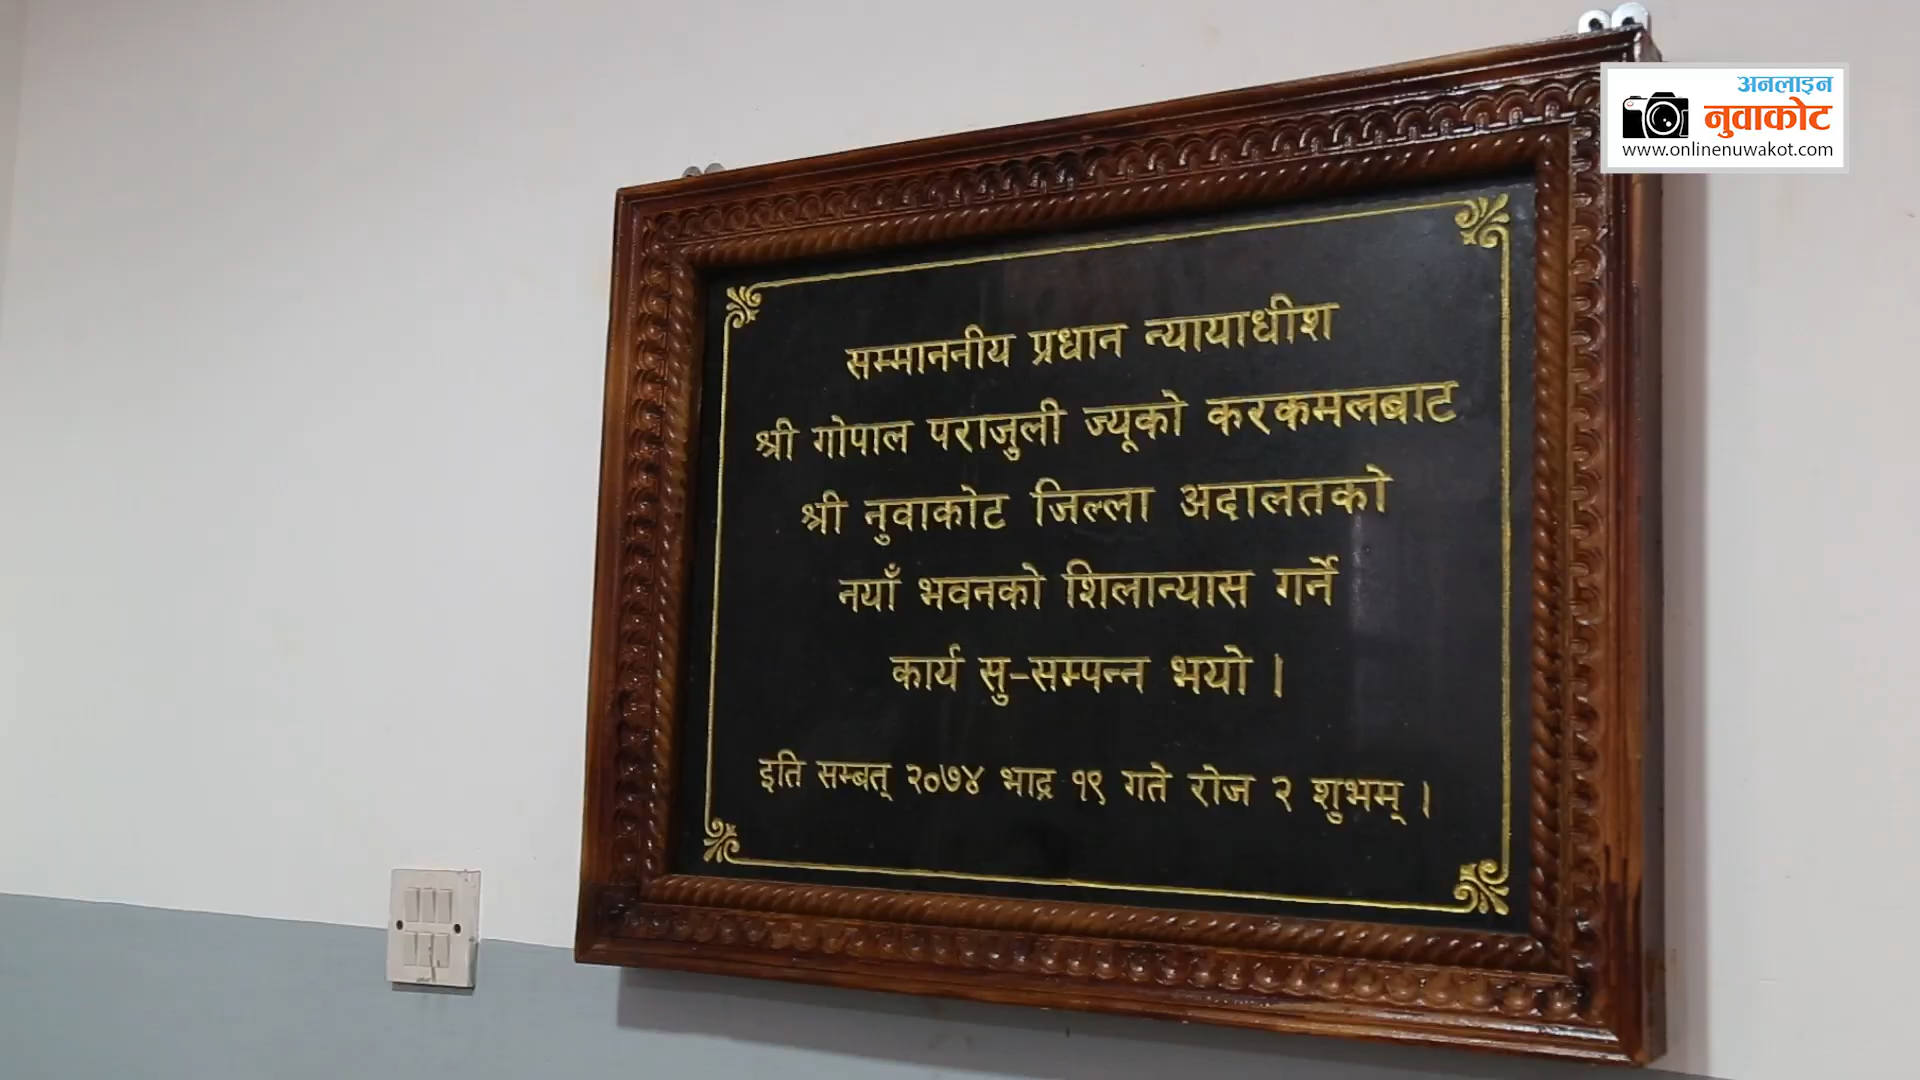 अनलाइन
नुवाकोट
www.onlinenuwakot.com
सम्माननीय प्रधान न्यायाधीश
श्री गोपाल पराजुली ज्यूको करकमलबाट
श्री नुवाकोट जिल्ला अदालतको
नयाँ भवनको शिलान्यास गर्ने
कार्य सु-सम्पन्न भयो ।
इति सम्बत् २०७४ भाद्र १९ गते रोज २ शुभम् ।